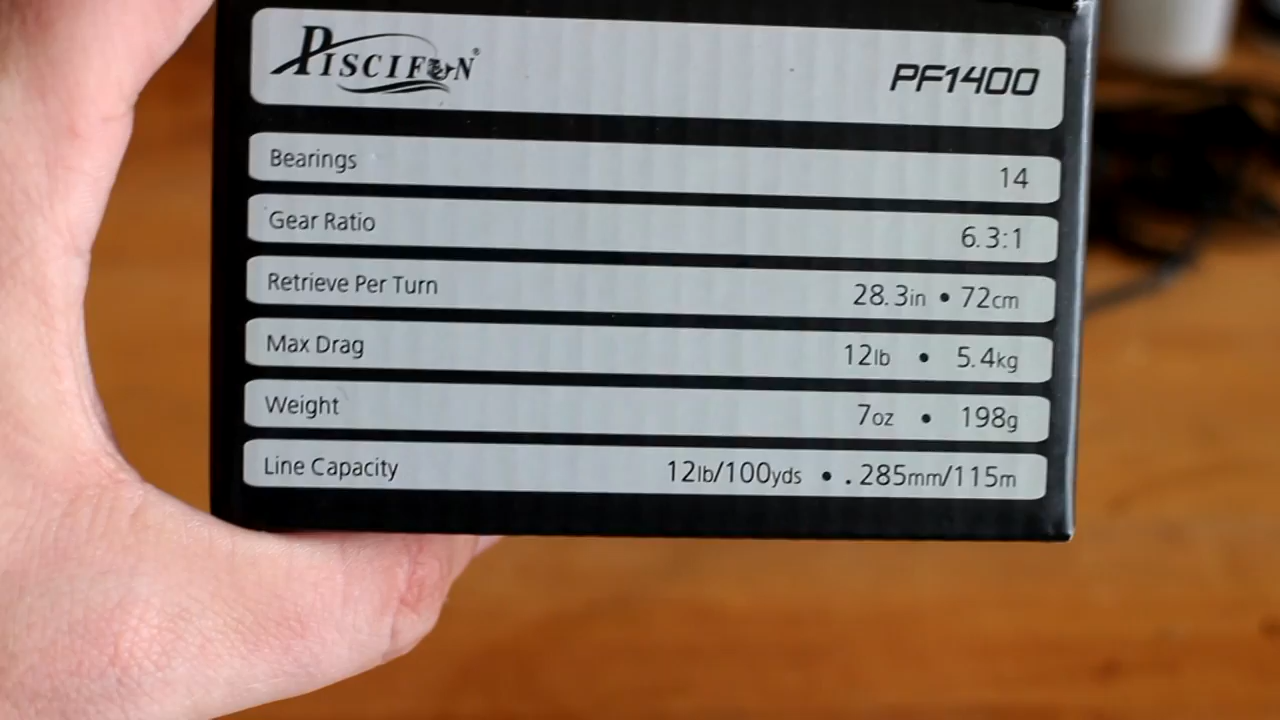 PISCIFUN® PF1400
Bearings 14
Gear Ratio 6.3:1
Retrieve Per Turn 28.3in • 72cm
Max Drag 12lb • 5.4kg
Weight 7oz • 198g
Line Capacity 12lb/100yds • .285mm/115m